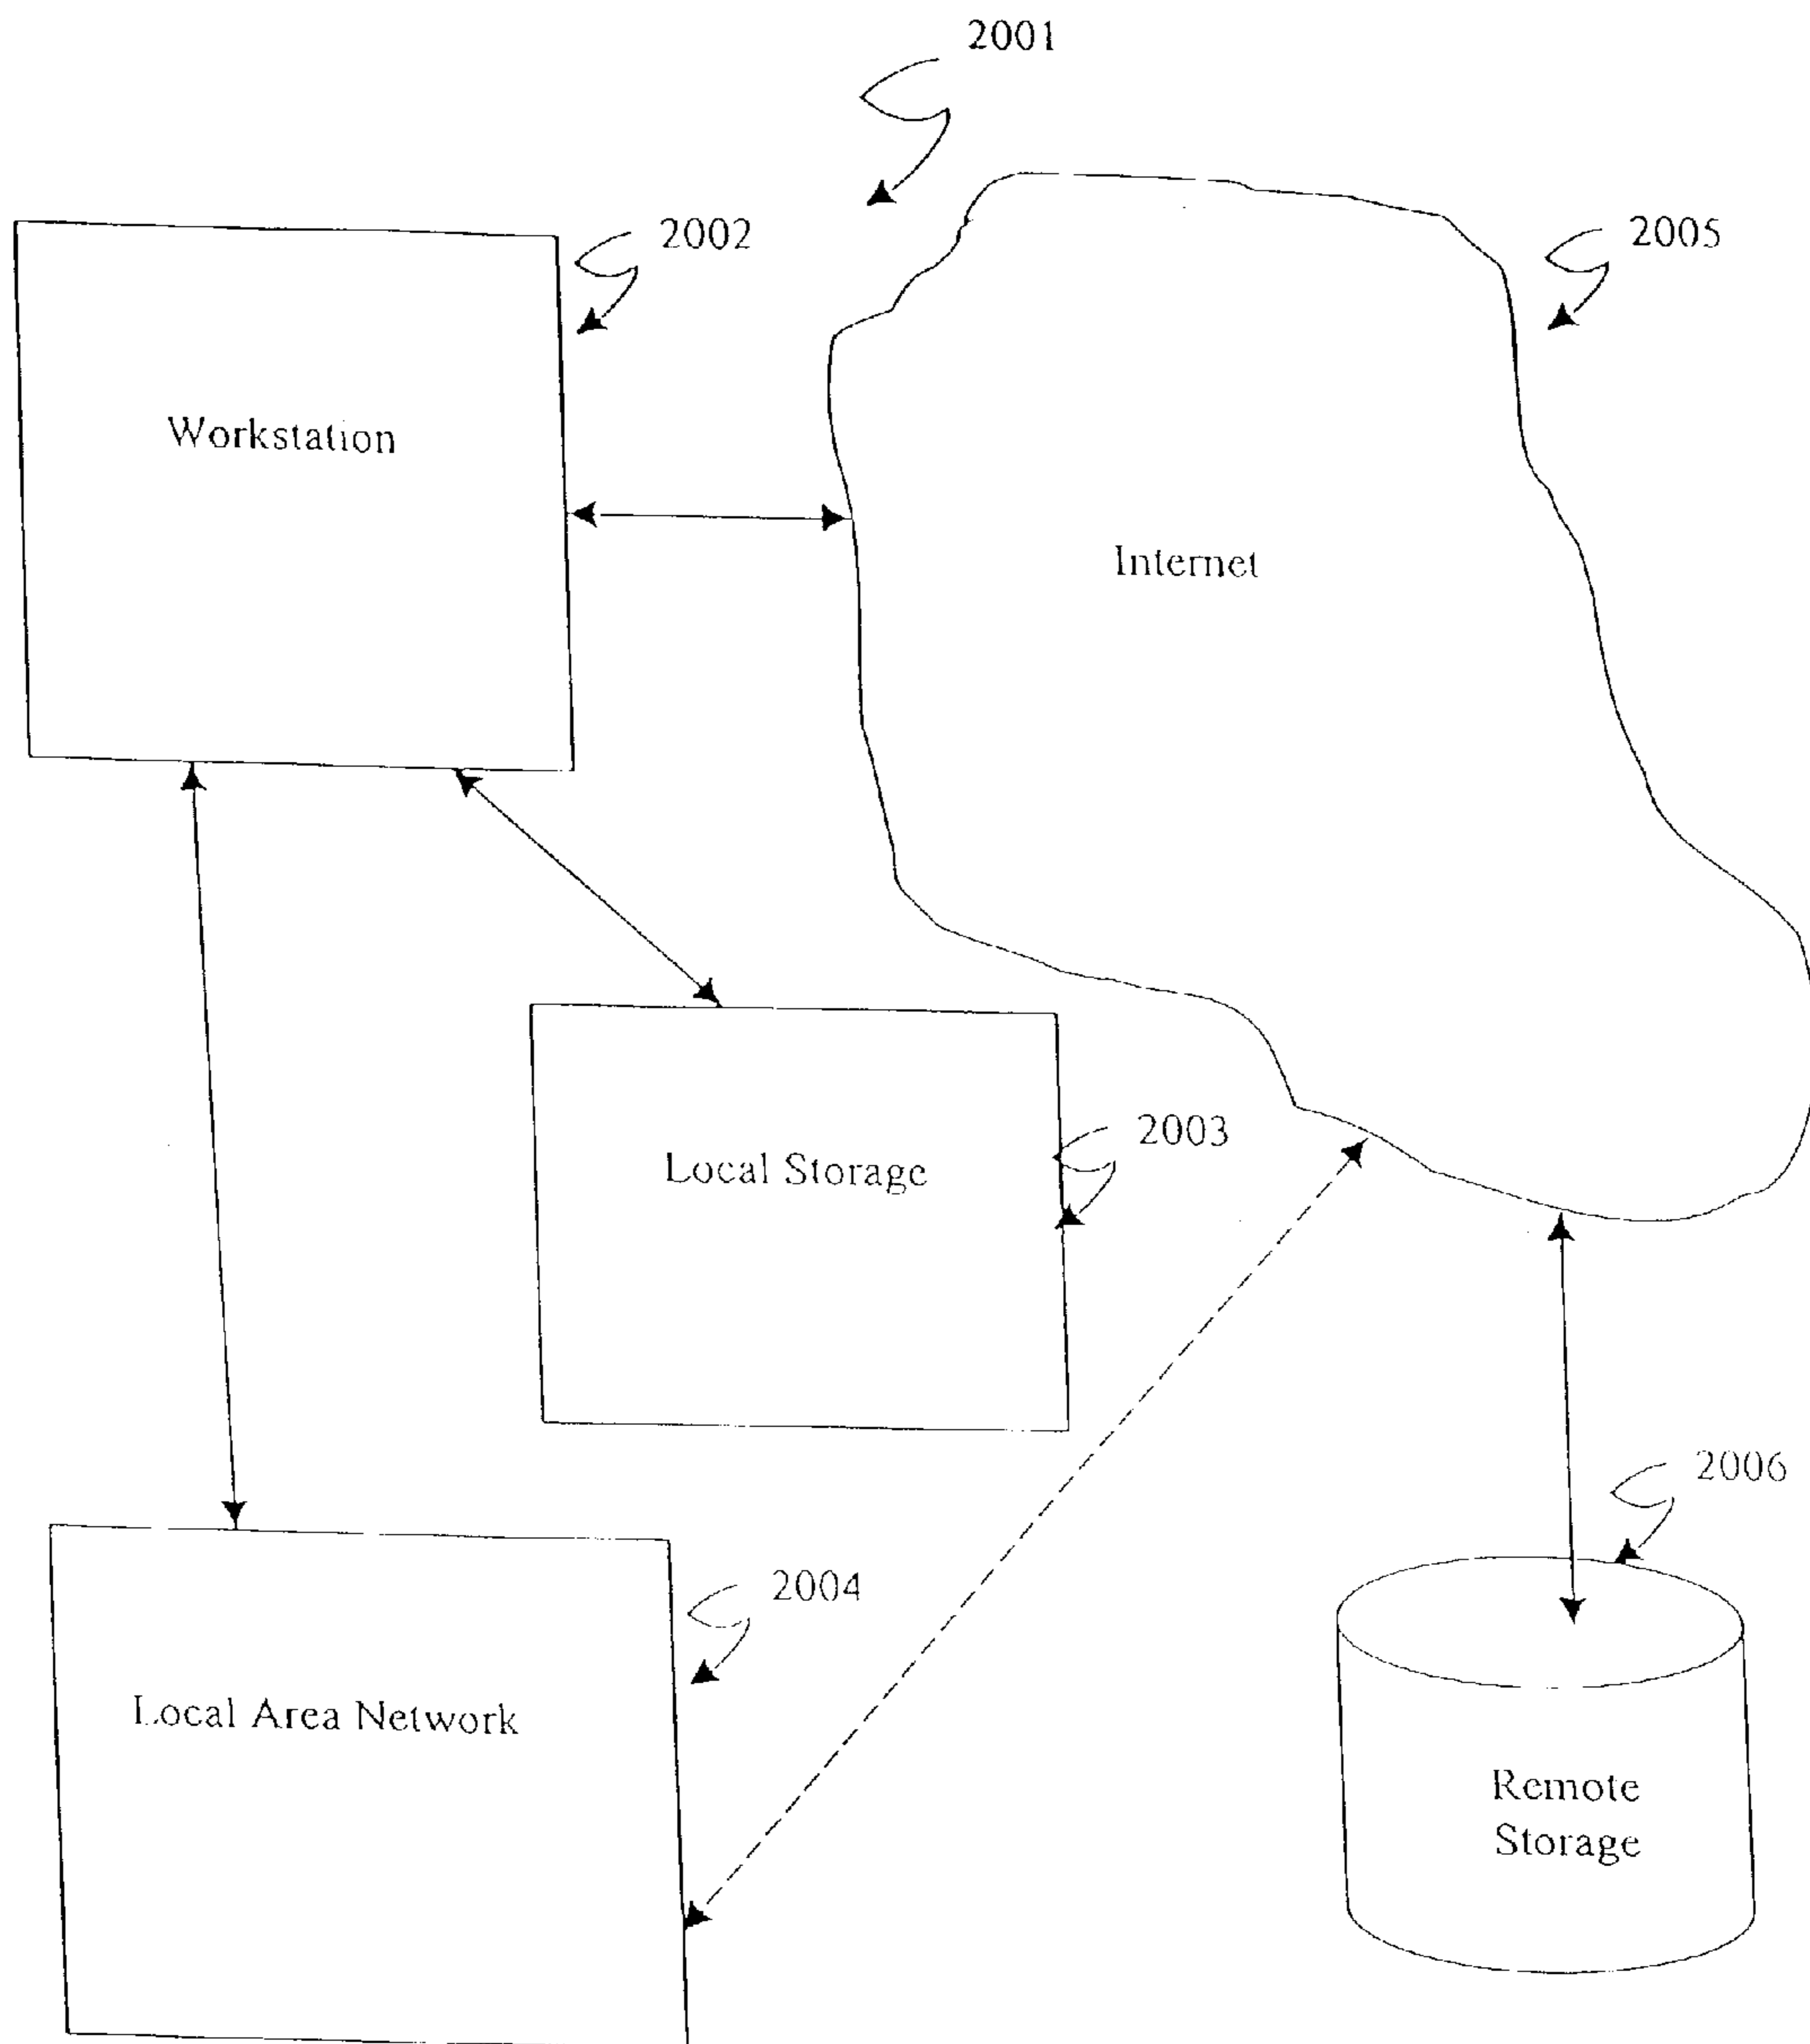 2001
2002
2005
Workstation
Internet
2003
Local Storage
2006
2004
Local Area Network
Remote
Storage